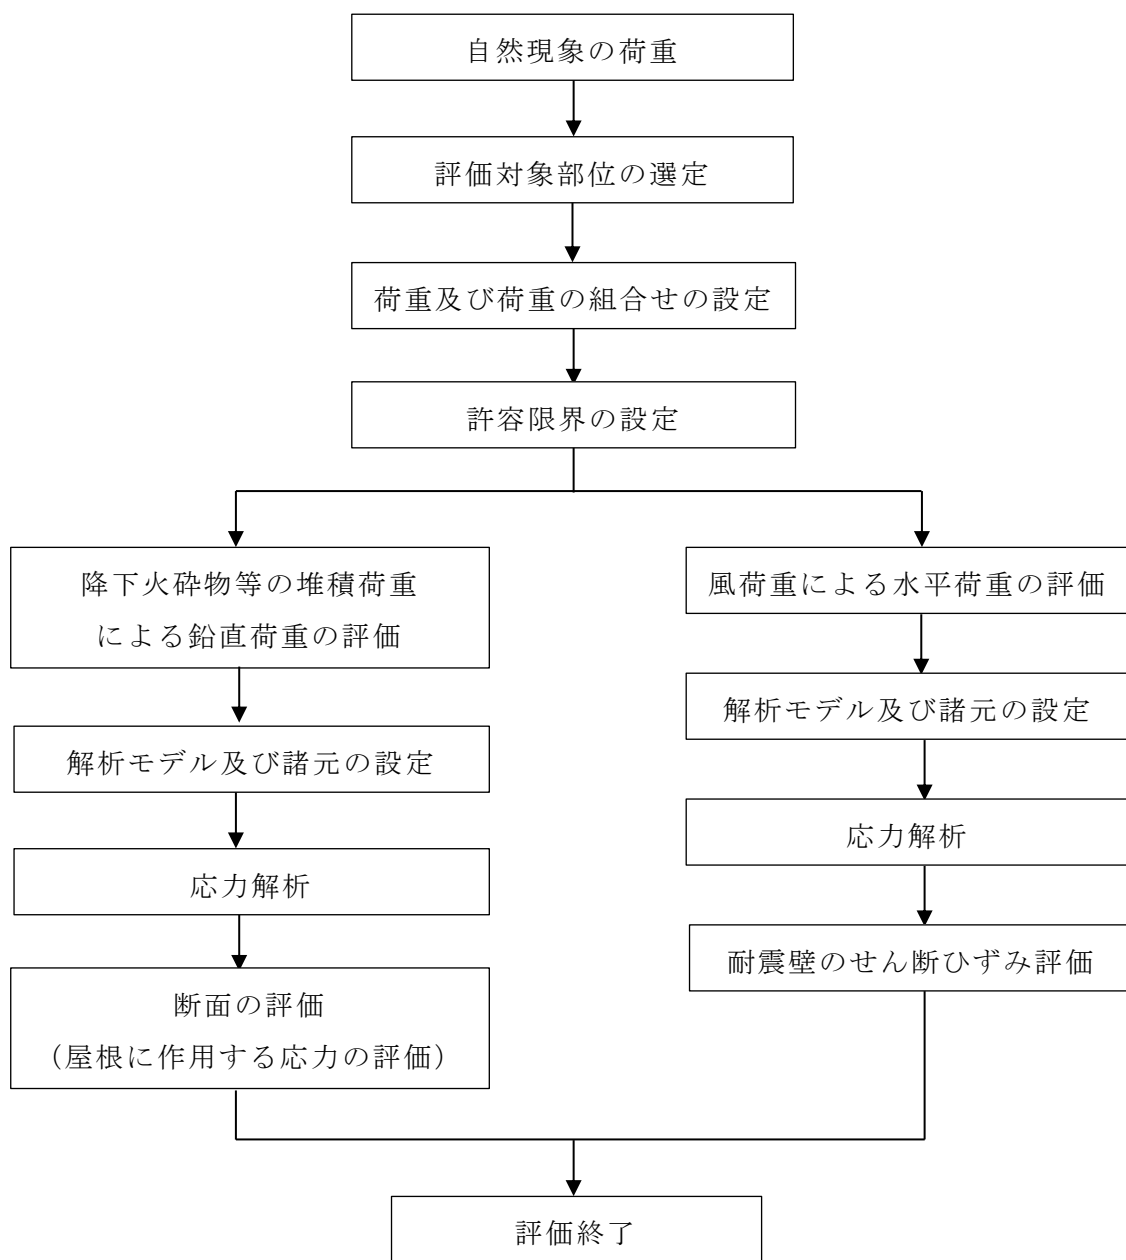 自然現象の荷重
評価対象部位の選定
荷重及び荷重の組合せの設定
許容限界の設定
降下火砕物等の堆積荷重
による鉛直荷重の評価
解析モデル及び諸元の設定
応力解析
断面の評価
（屋根に作用する応力の評価）
風荷重による水平荷重の評価
解析モデル及び諸元の設定
応力解析
耐震壁のせん断ひずみ評価
評価終了